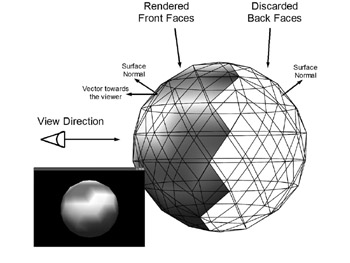 Rendered
Front Faces
Discarded
Back Faces
Surface
Normal
Vector towards
the viewer
Surface
Normal
View Direction